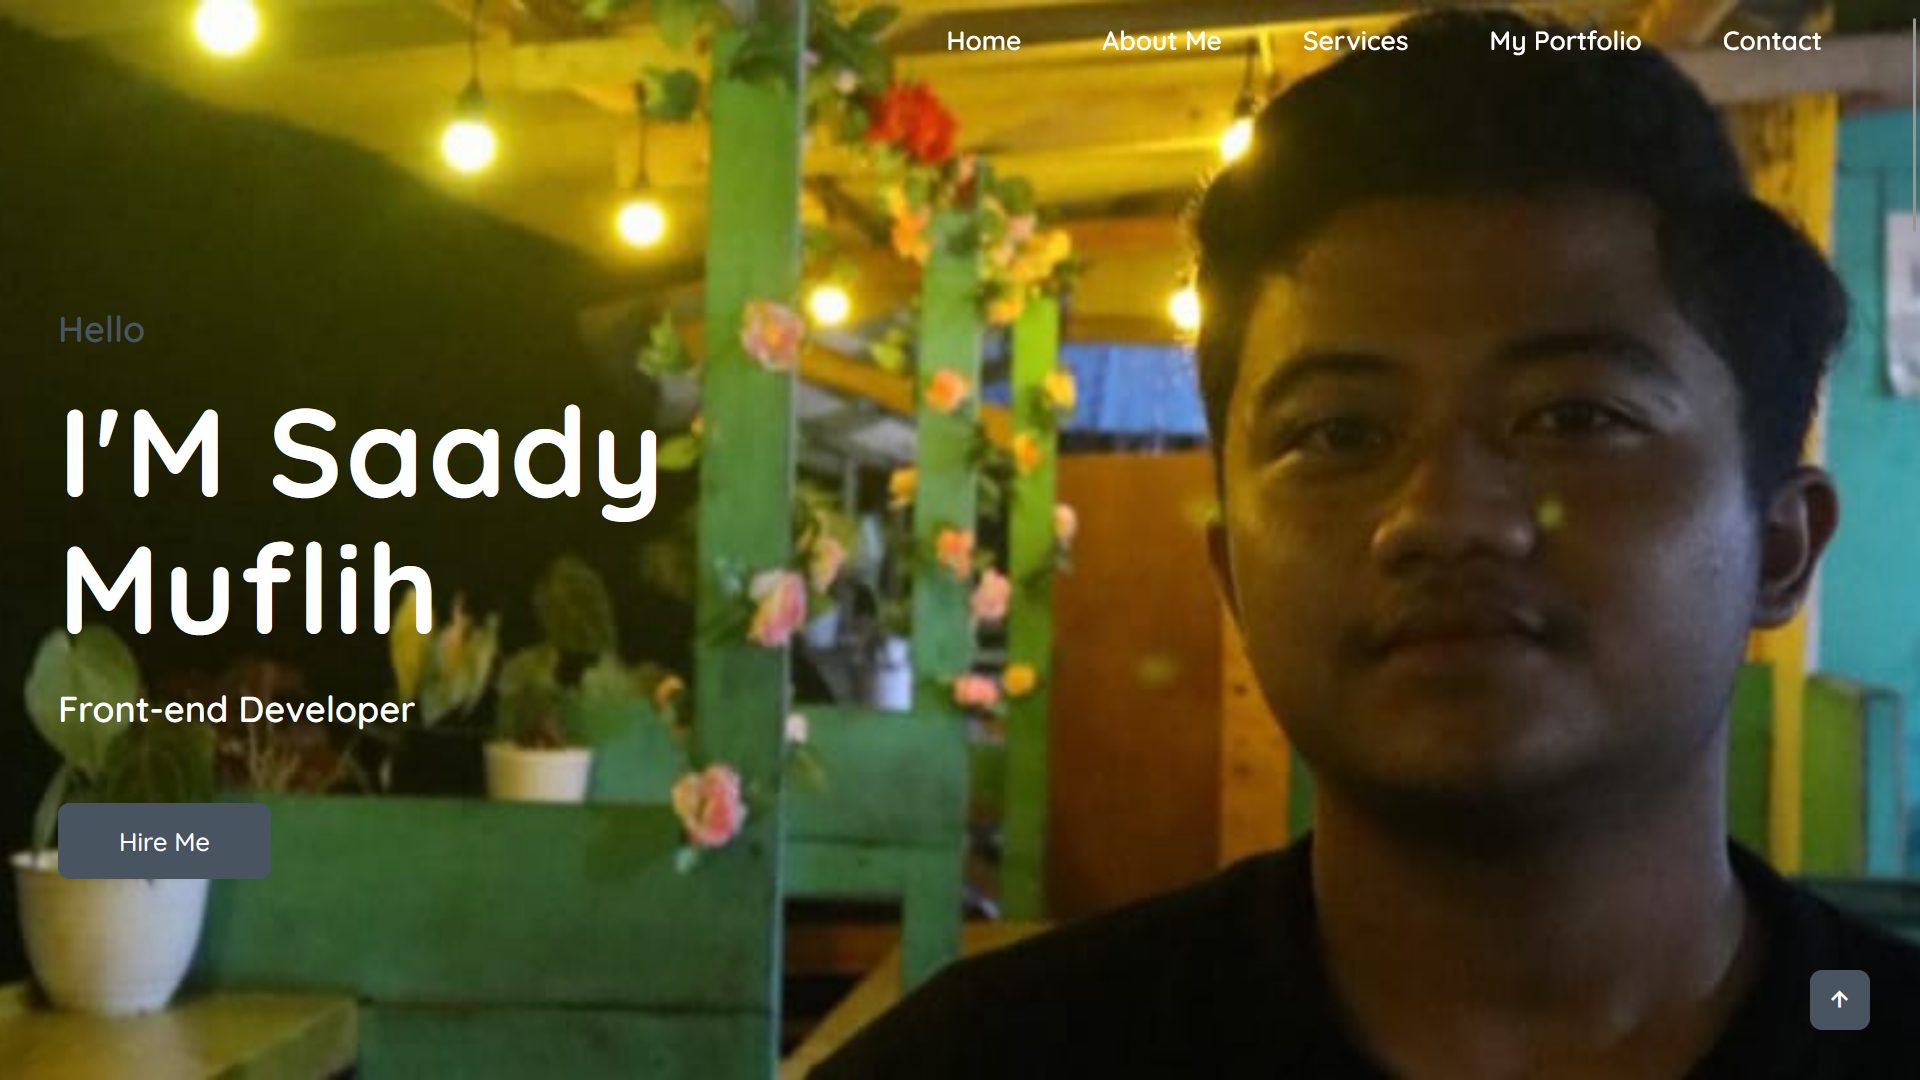 Home About Me Services My Portfolio Contact
Hello
I'M Saady
Muflih
Front-end Developer
Hire Me